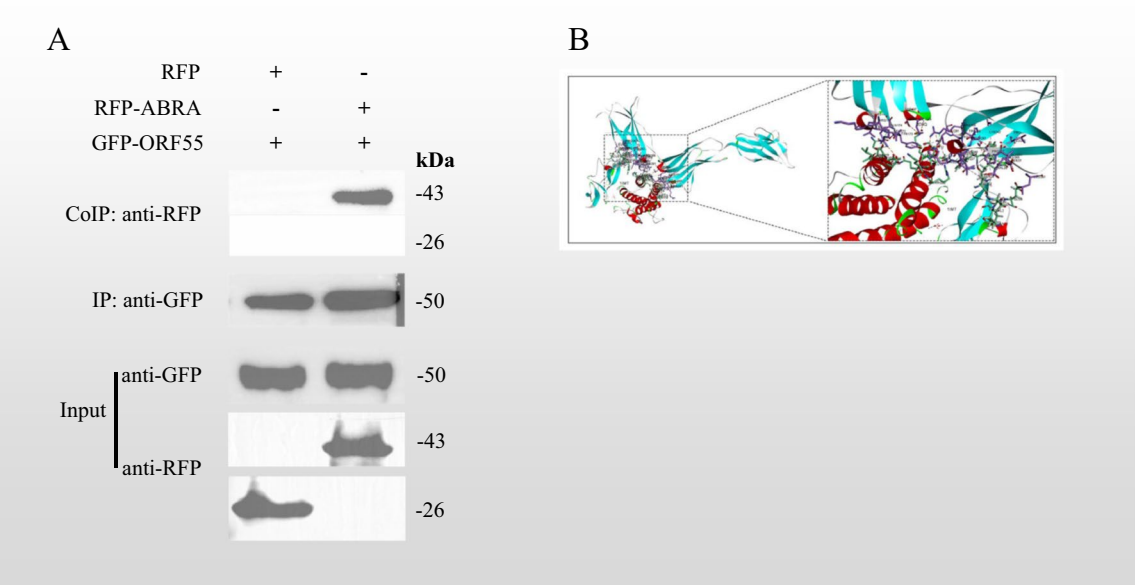 A
B
RFP + -
RFP-ABRA - +
GFP-ORF55 + +
kDa
CoIP: anti-RFP -43
-26
IP: anti-GFP -50
Input
anti-GFP -50
-43
anti-RFP
-26